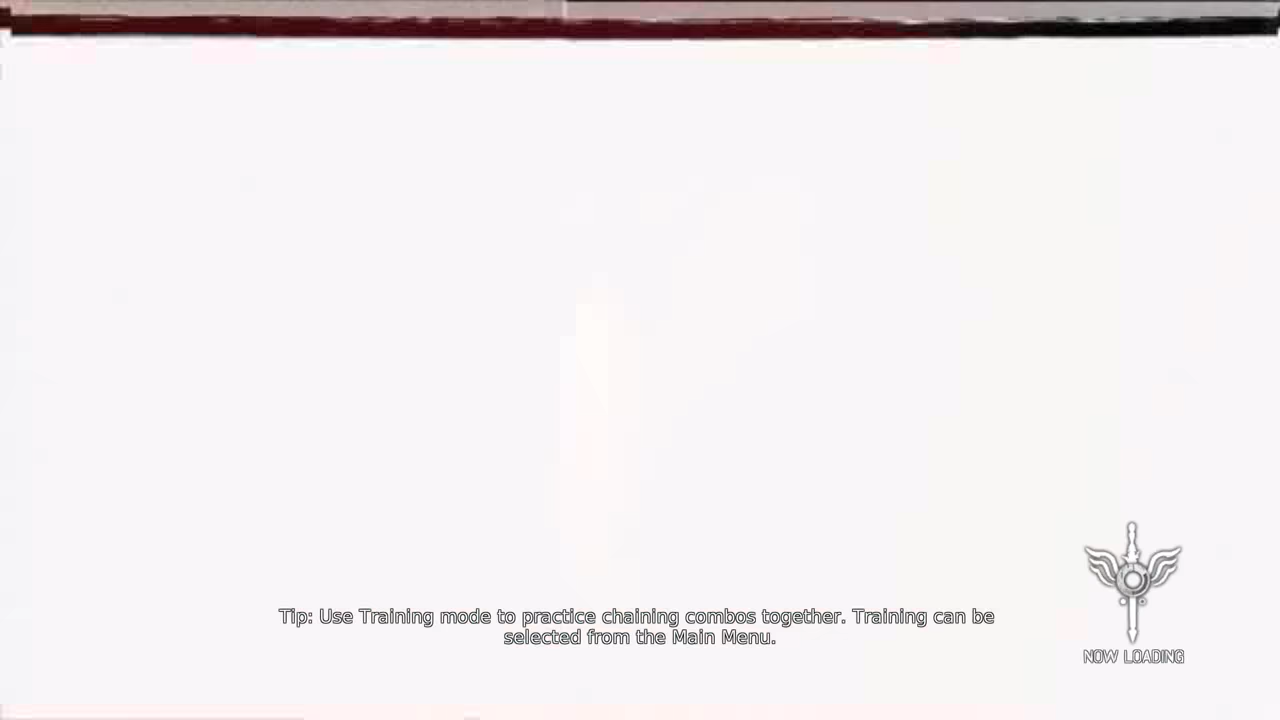 Tip: Use Training mode to practice chaining combos together. Training can be
selected from the Main Menu.
NOW LOADING